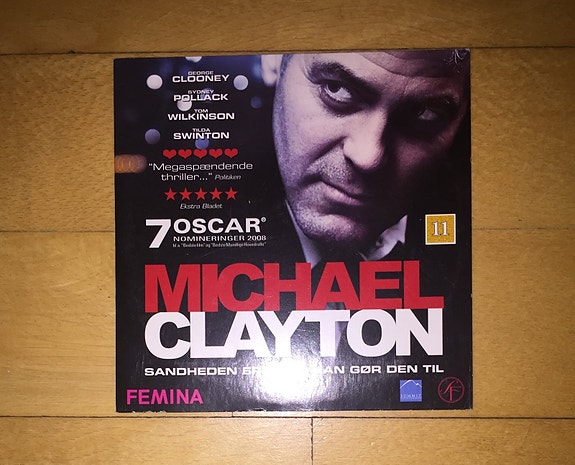 GEORGE
CLOONEY
SYDNEY
POLLACK
TOM
WILKINSON
TILDA
SWINTON
"Megaspændende
thriller..." Politiken
Ekstra Bladet
7 OSCAR®
NOMINERINGER 2008
11
MICHAEL
CLAYTON
SANDHEDEN GØR DEN TIL
FEMINA
SF